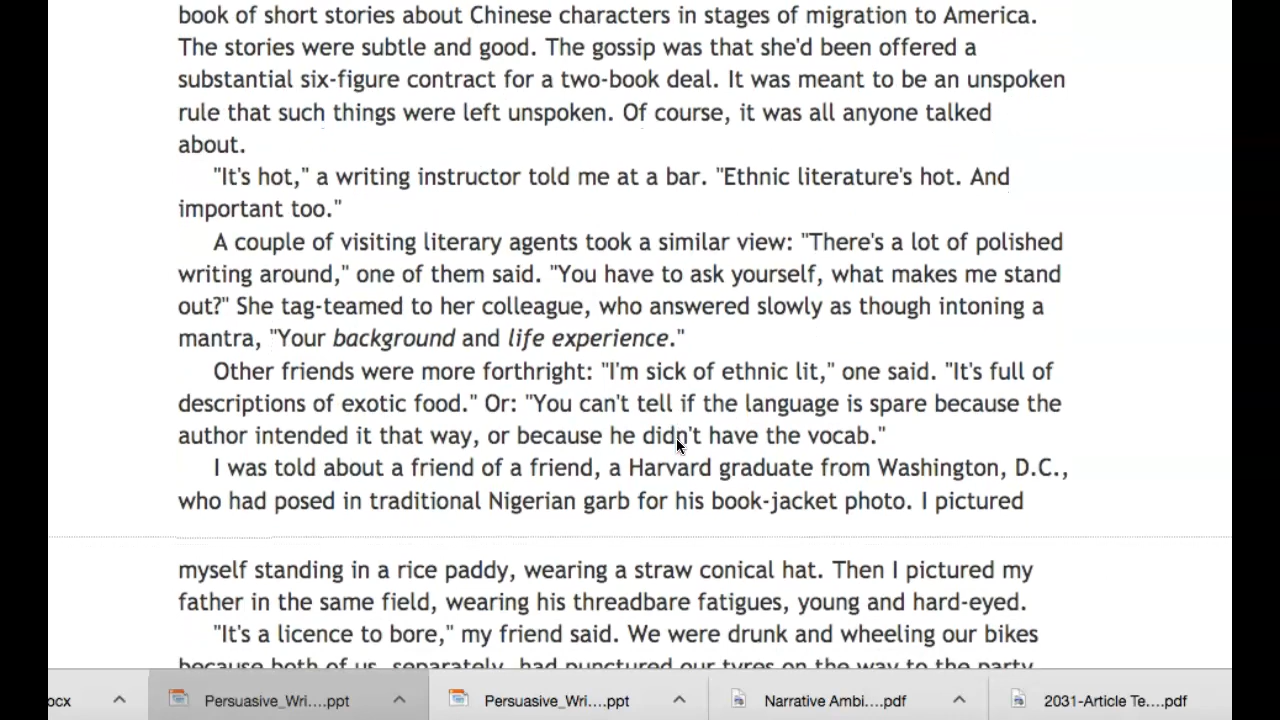 book of short stories about Chinese characters in stages of migration to America.
The stories were subtle and good. The gossip was that she'd been offered a
substantial six-figure contract for a two-book deal. It was meant to be an unspoken
rule that such things were left unspoken. Of course, it was all anyone talked
about.
"It's hot," a writing instructor told me at a bar. "Ethnic literature's hot. And
important too."
A couple of visiting literary agents took a similar view: "There's a lot of polished
writing around," one of them said. "You have to ask yourself, what makes me stand
out?" She tag-teamed to her colleague, who answered slowly as though intoning a
mantra, "Your background and life experience."
Other friends were more forthright: "I'm sick of ethnic lit," one said. "It's full of
descriptions of exotic food." Or: "You can't tell if the language is spare because the
author intended it that way, or because he didn't have the vocab."
I was told about a friend of a friend, a Harvard graduate from Washington, D.C.,
who had posed in traditional Nigerian garb for his book-jacket photo. I pictured
myself standing in a rice paddy, wearing a straw conical hat. Then I pictured my
father in the same field, wearing his threadbare fatigues, young and hard-eyed.
"It's a licence to bore," my friend said. We were drunk and wheeling our bikes
because both of us, separately, had punctured our tyres on the way to the party.
ocx Persuasive_Wri....ppt Persuasive_Wri....ppt Narrative Ambi....pdf 2031-Article Te....pdf